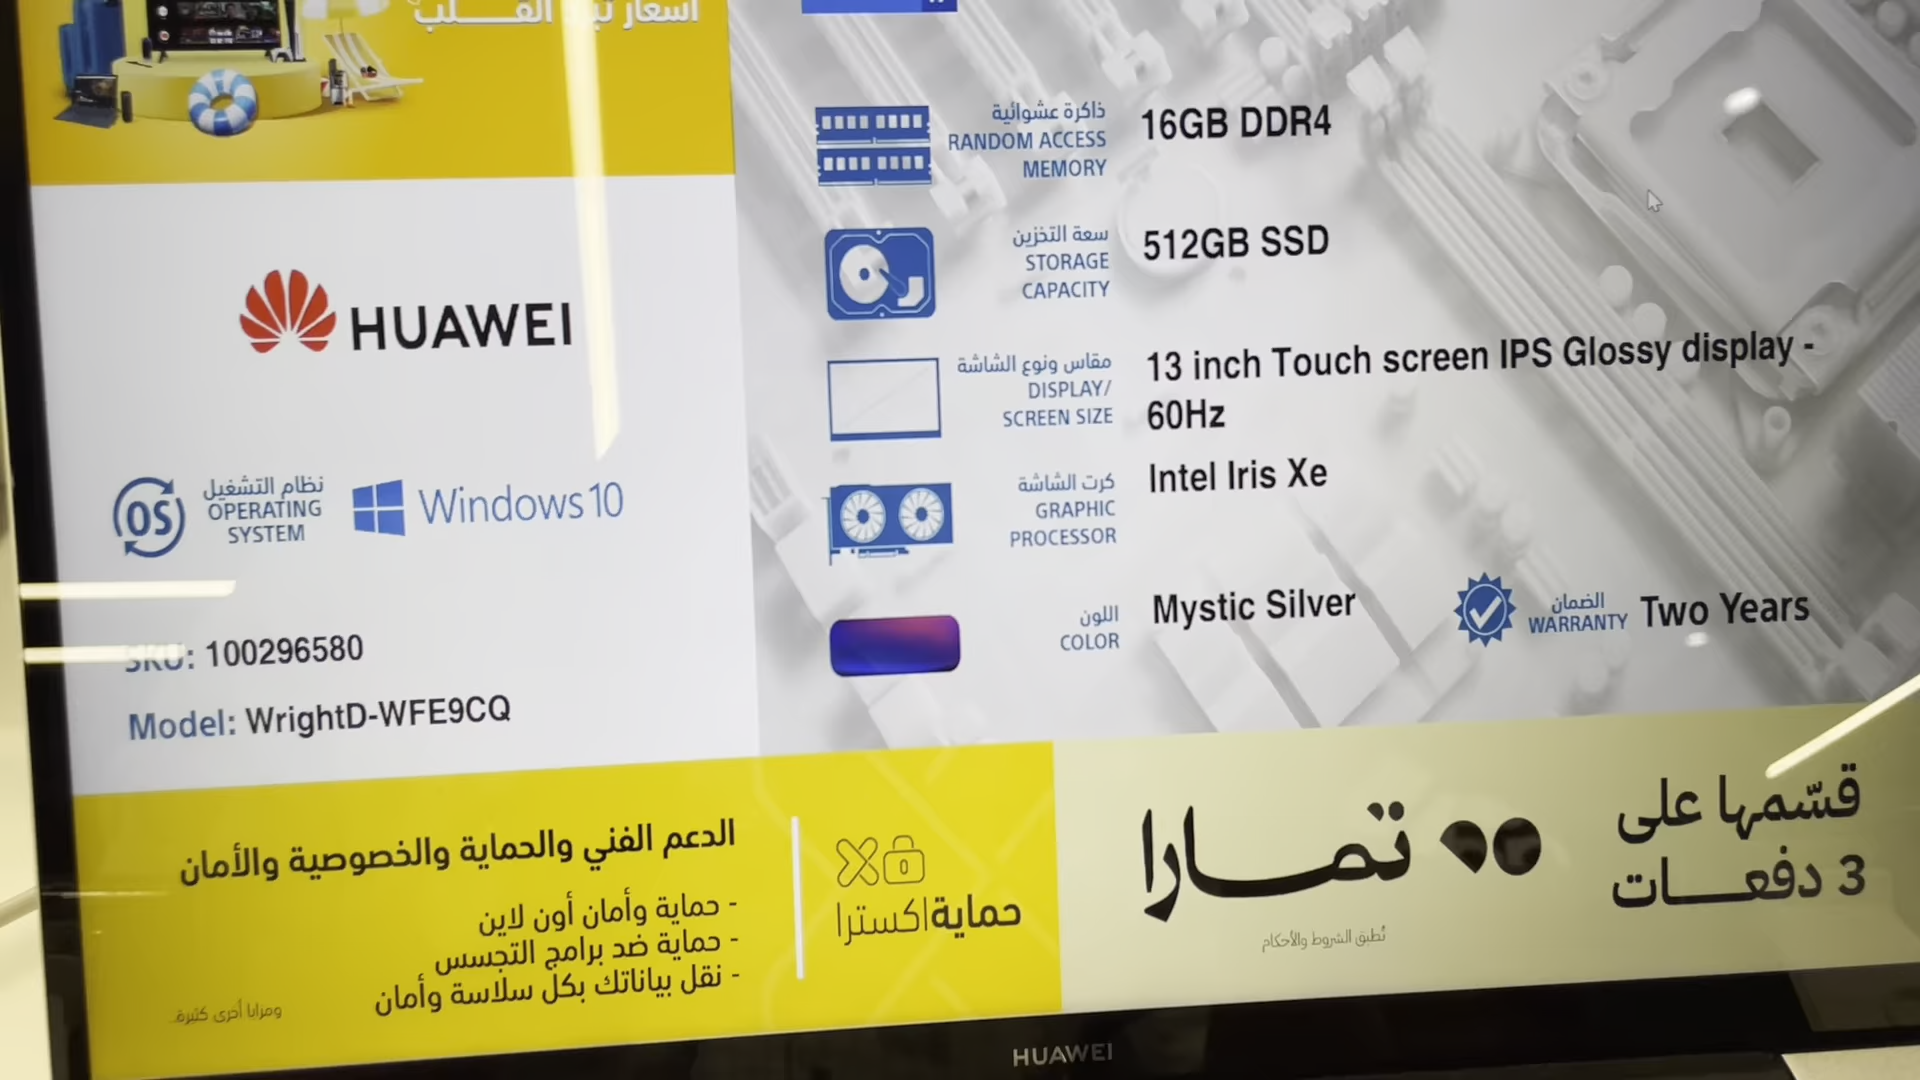 أسعار
القلب
HUAWEI
نظام التشغيل
OPERATING
SYSTEM
Windows 10
SKU: 100296580
Model: WrightD-WFE9CQ
ذاكرة عشوائية
RANDOM ACCESS
MEMORY
16GB DDR4
سعة التخزين
STORAGE
CAPACITY
512GB SSD
مقاس ونوع الشاشة
DISPLAY/
SCREEN SIZE
13 inch Touch screen IPS Glossy display -
60Hz
كرت الشاشة
GRAPHIC
PROCESSOR
Intel Iris Xe
اللون
COLOR
Mystic Silver
الضمان
WARRANTY
Two Years
قسّمها على
3 دفعات
تمارا
تُطبق الشروط والأحكام
حماية اكسترا
الدعم الفني والحماية والخصوصية والأمان
- حماية وأمان أون لاين
- حماية ضد برامج التجسس
- نقل بياناتك بكل سلاسة وأمان
ومزايا أخرى كثيرة..
HUAWEI